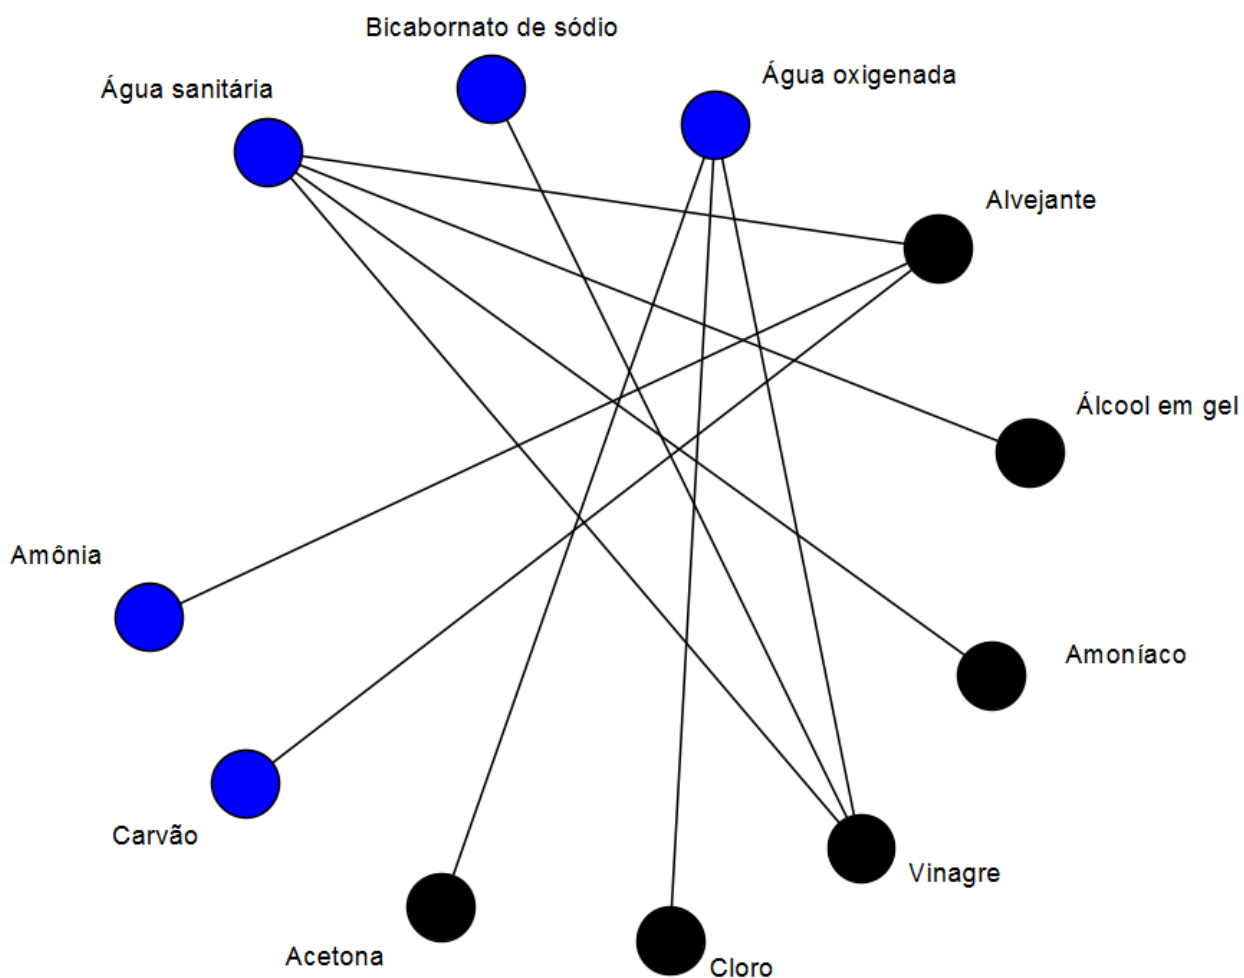 Bicabornato de sódio
Água sanitária
Água oxigenada
Alvejante
Álcool em gel
Amônia
Amoníaco
Carvão
Vinagre
Acetona
Cloro